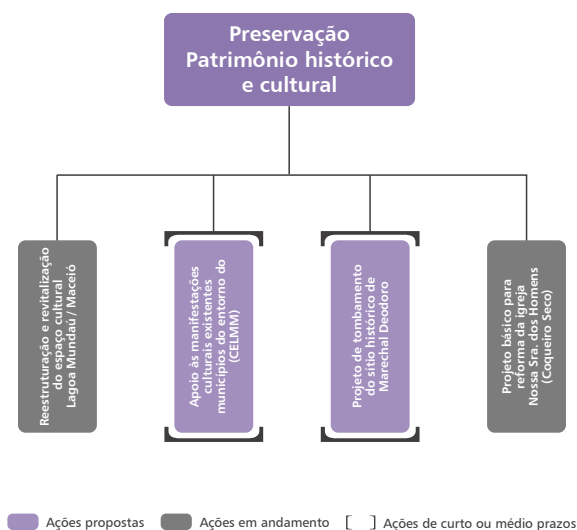 Preservação
Patrimônio histórico
e cultural
Reestruturação e revitalização
do espaço cultural
Lagoa Mundaú / Maceió
Apoio às manifestações
culturais existentes
municípios do entorno do
(CELMM)
Projeto de tombamento
do sítio histórico de
Marechal Deodoro
Projeto básico para
reforma da igreja
Nossa Sra. dos Homens
(Coqueiro Seco)
Ações propostas
Ações em andamento
[ ] Ações de curto ou médio prazos